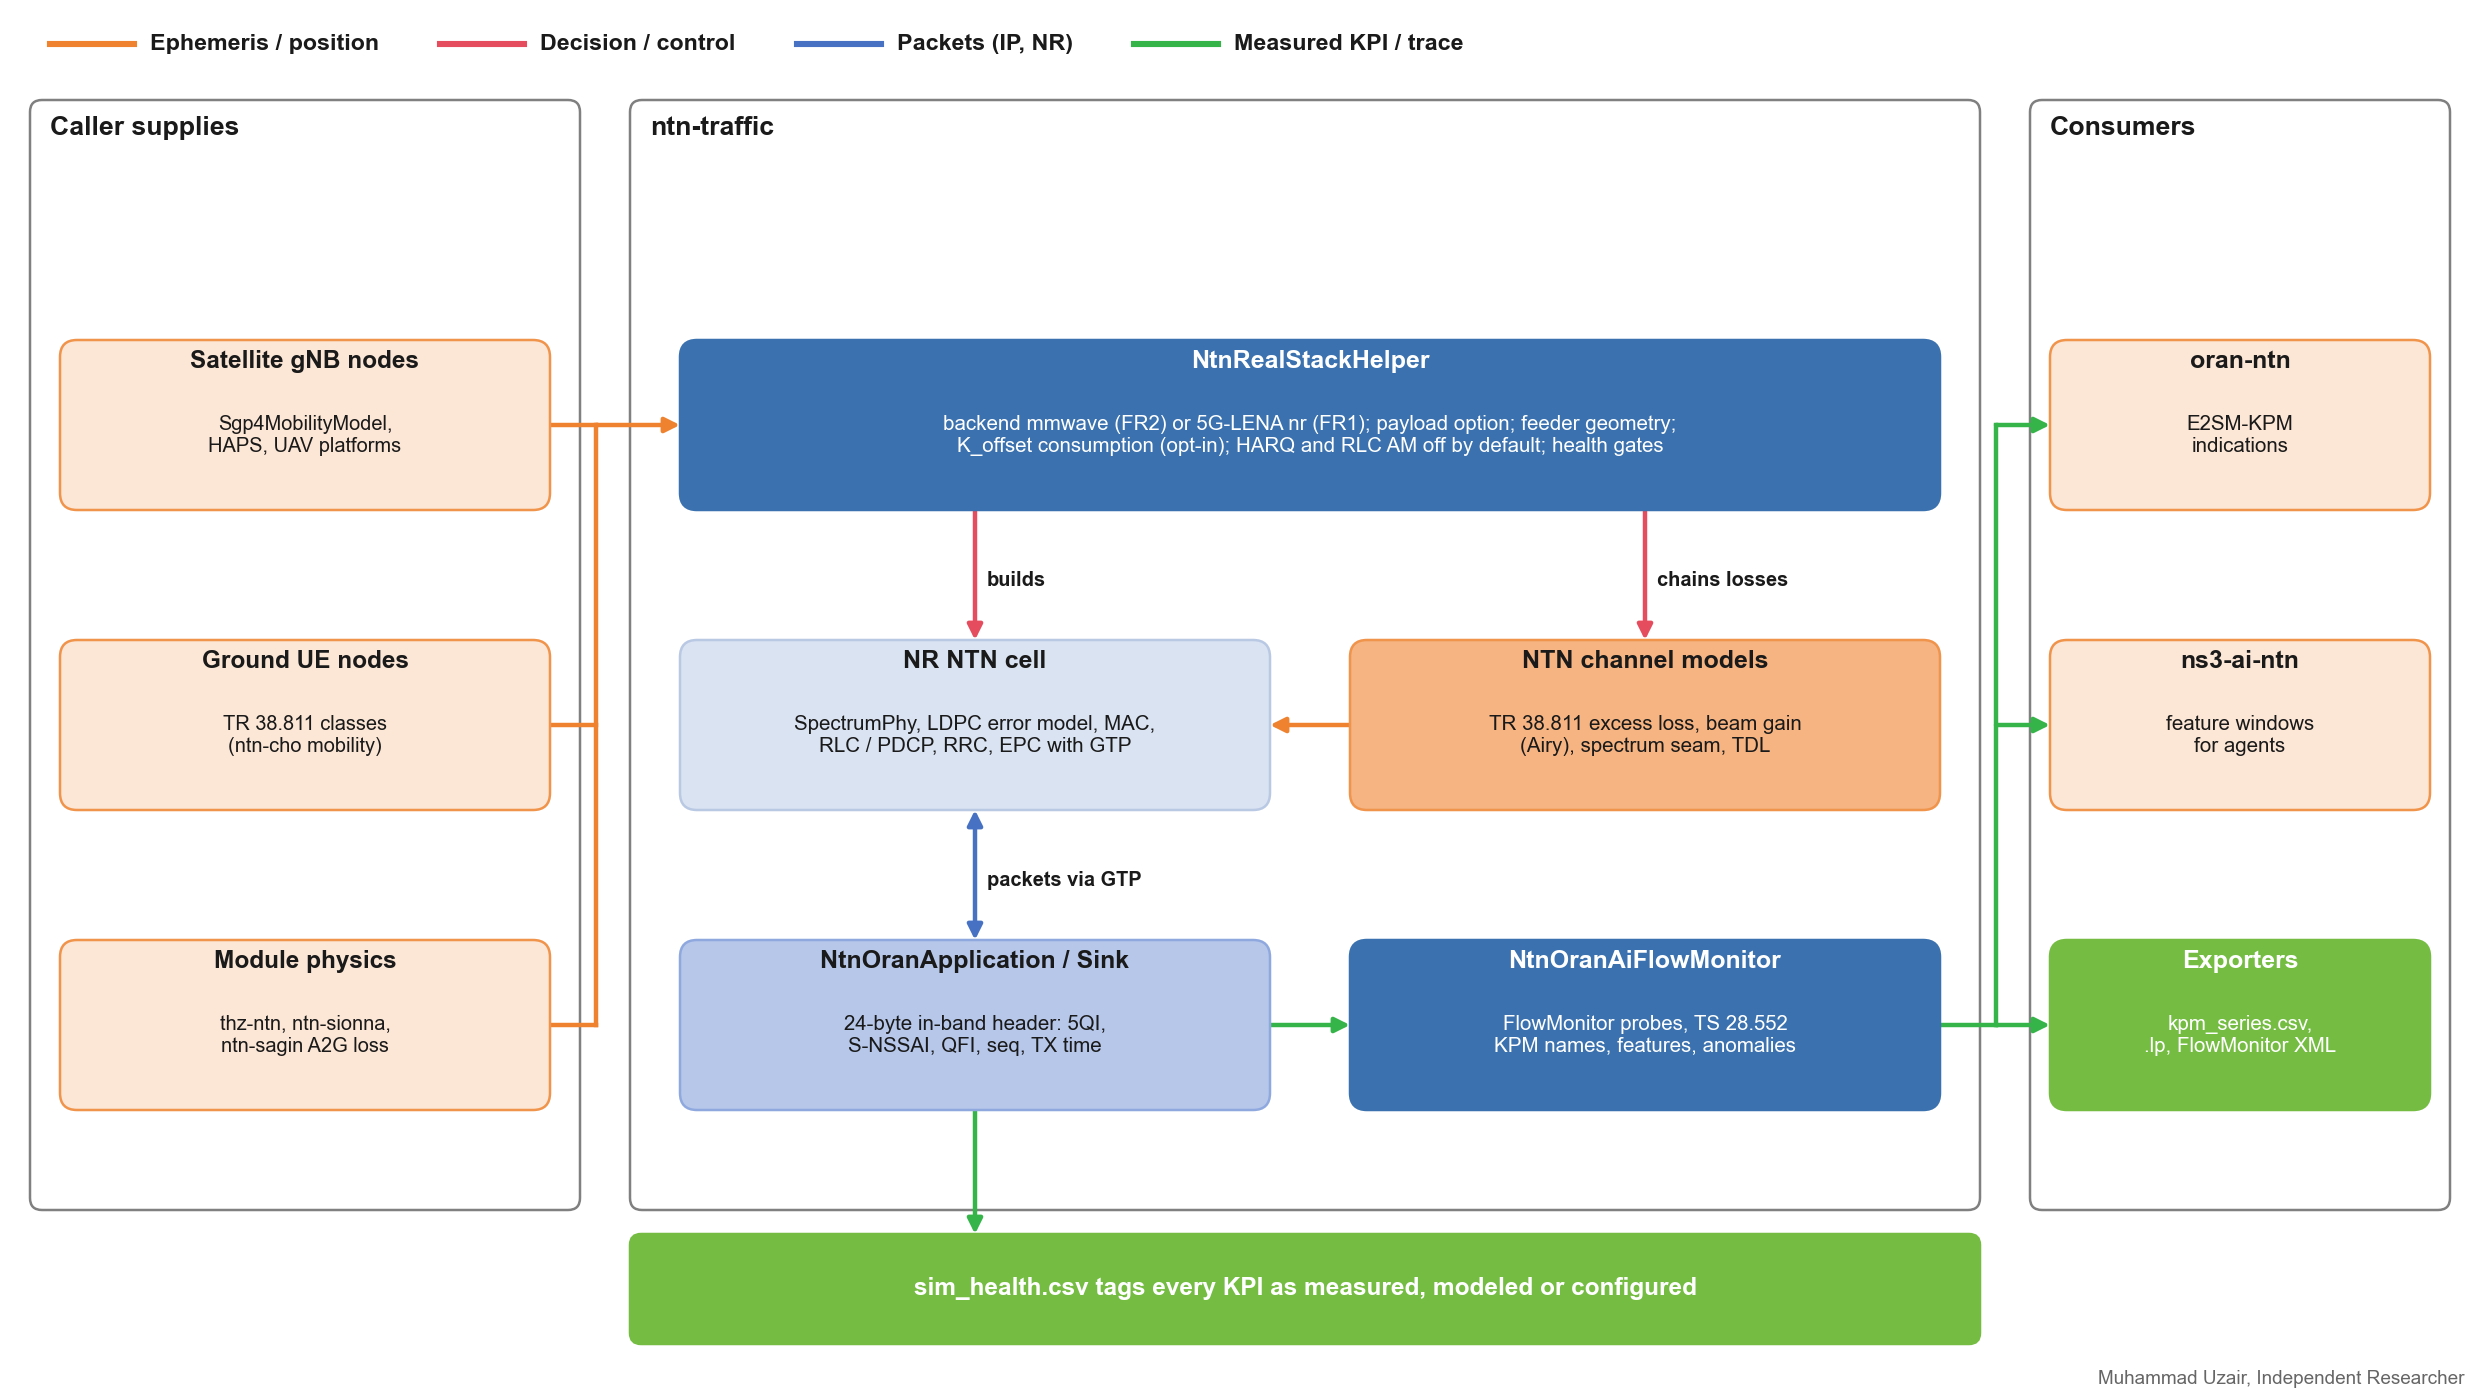 Ephemeris / position
Decision / control
Packets (IP, NR)
Measured KPI / trace
Caller supplies
Satellite gNB nodes
Sgp4MobilityModel,
HAPS, UAV platforms
Ground UE nodes
TR 38.811 classes
(ntn-cho mobility)
Module physics
thz-ntn, ntn-sionna,
ntn-sagin A2G loss
ntn-traffic
NtnRealStackHelper
backend mmwave (FR2) or 5G-LENA nr (FR1); payload option; feeder geometry;
K_offset consumption (opt-in); HARQ and RLC AM off by default; health gates
builds
chains losses
NR NTN cell
SpectrumPhy, LDPC error model, MAC,
RLC / PDCP, RRC, EPC with GTP
NTN channel models
TR 38.811 excess loss, beam gain
(Airy), spectrum seam, TDL
packets via GTP
NtnOranApplication / Sink
24-byte in-band header: 5QI,
S-NSSAI, QFI, seq, TX time
NtnOranAiFlowMonitor
FlowMonitor probes, TS 28.552
KPM names, features, anomalies
Consumers
oran-ntn
E2SM-KPM
indications
ns3-ai-ntn
feature windows
for agents
Exporters
kpm_series.csv,
.lp, FlowMonitor XML
sim_health.csv tags every KPI as measured, modeled or configured
Muhammad Uzair, Independent Researcher